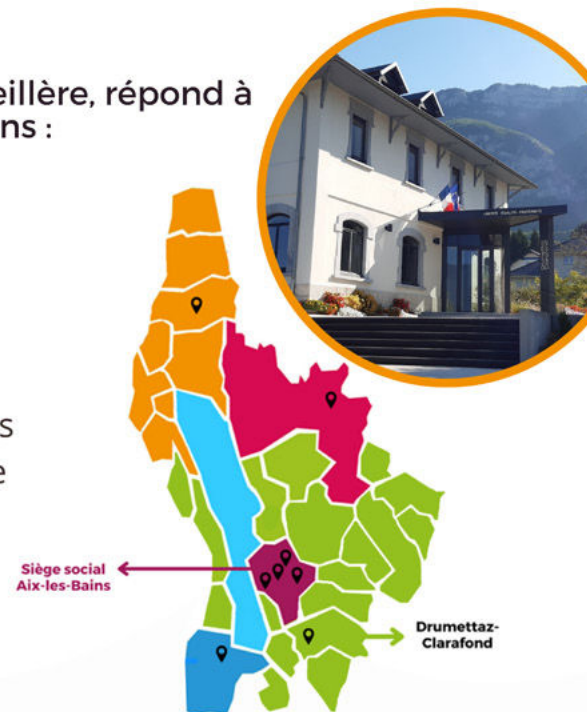 eillère, répond à
ns :
s
e
Siège social
Aix-les-Bains
Drumettaz-
Clarafond